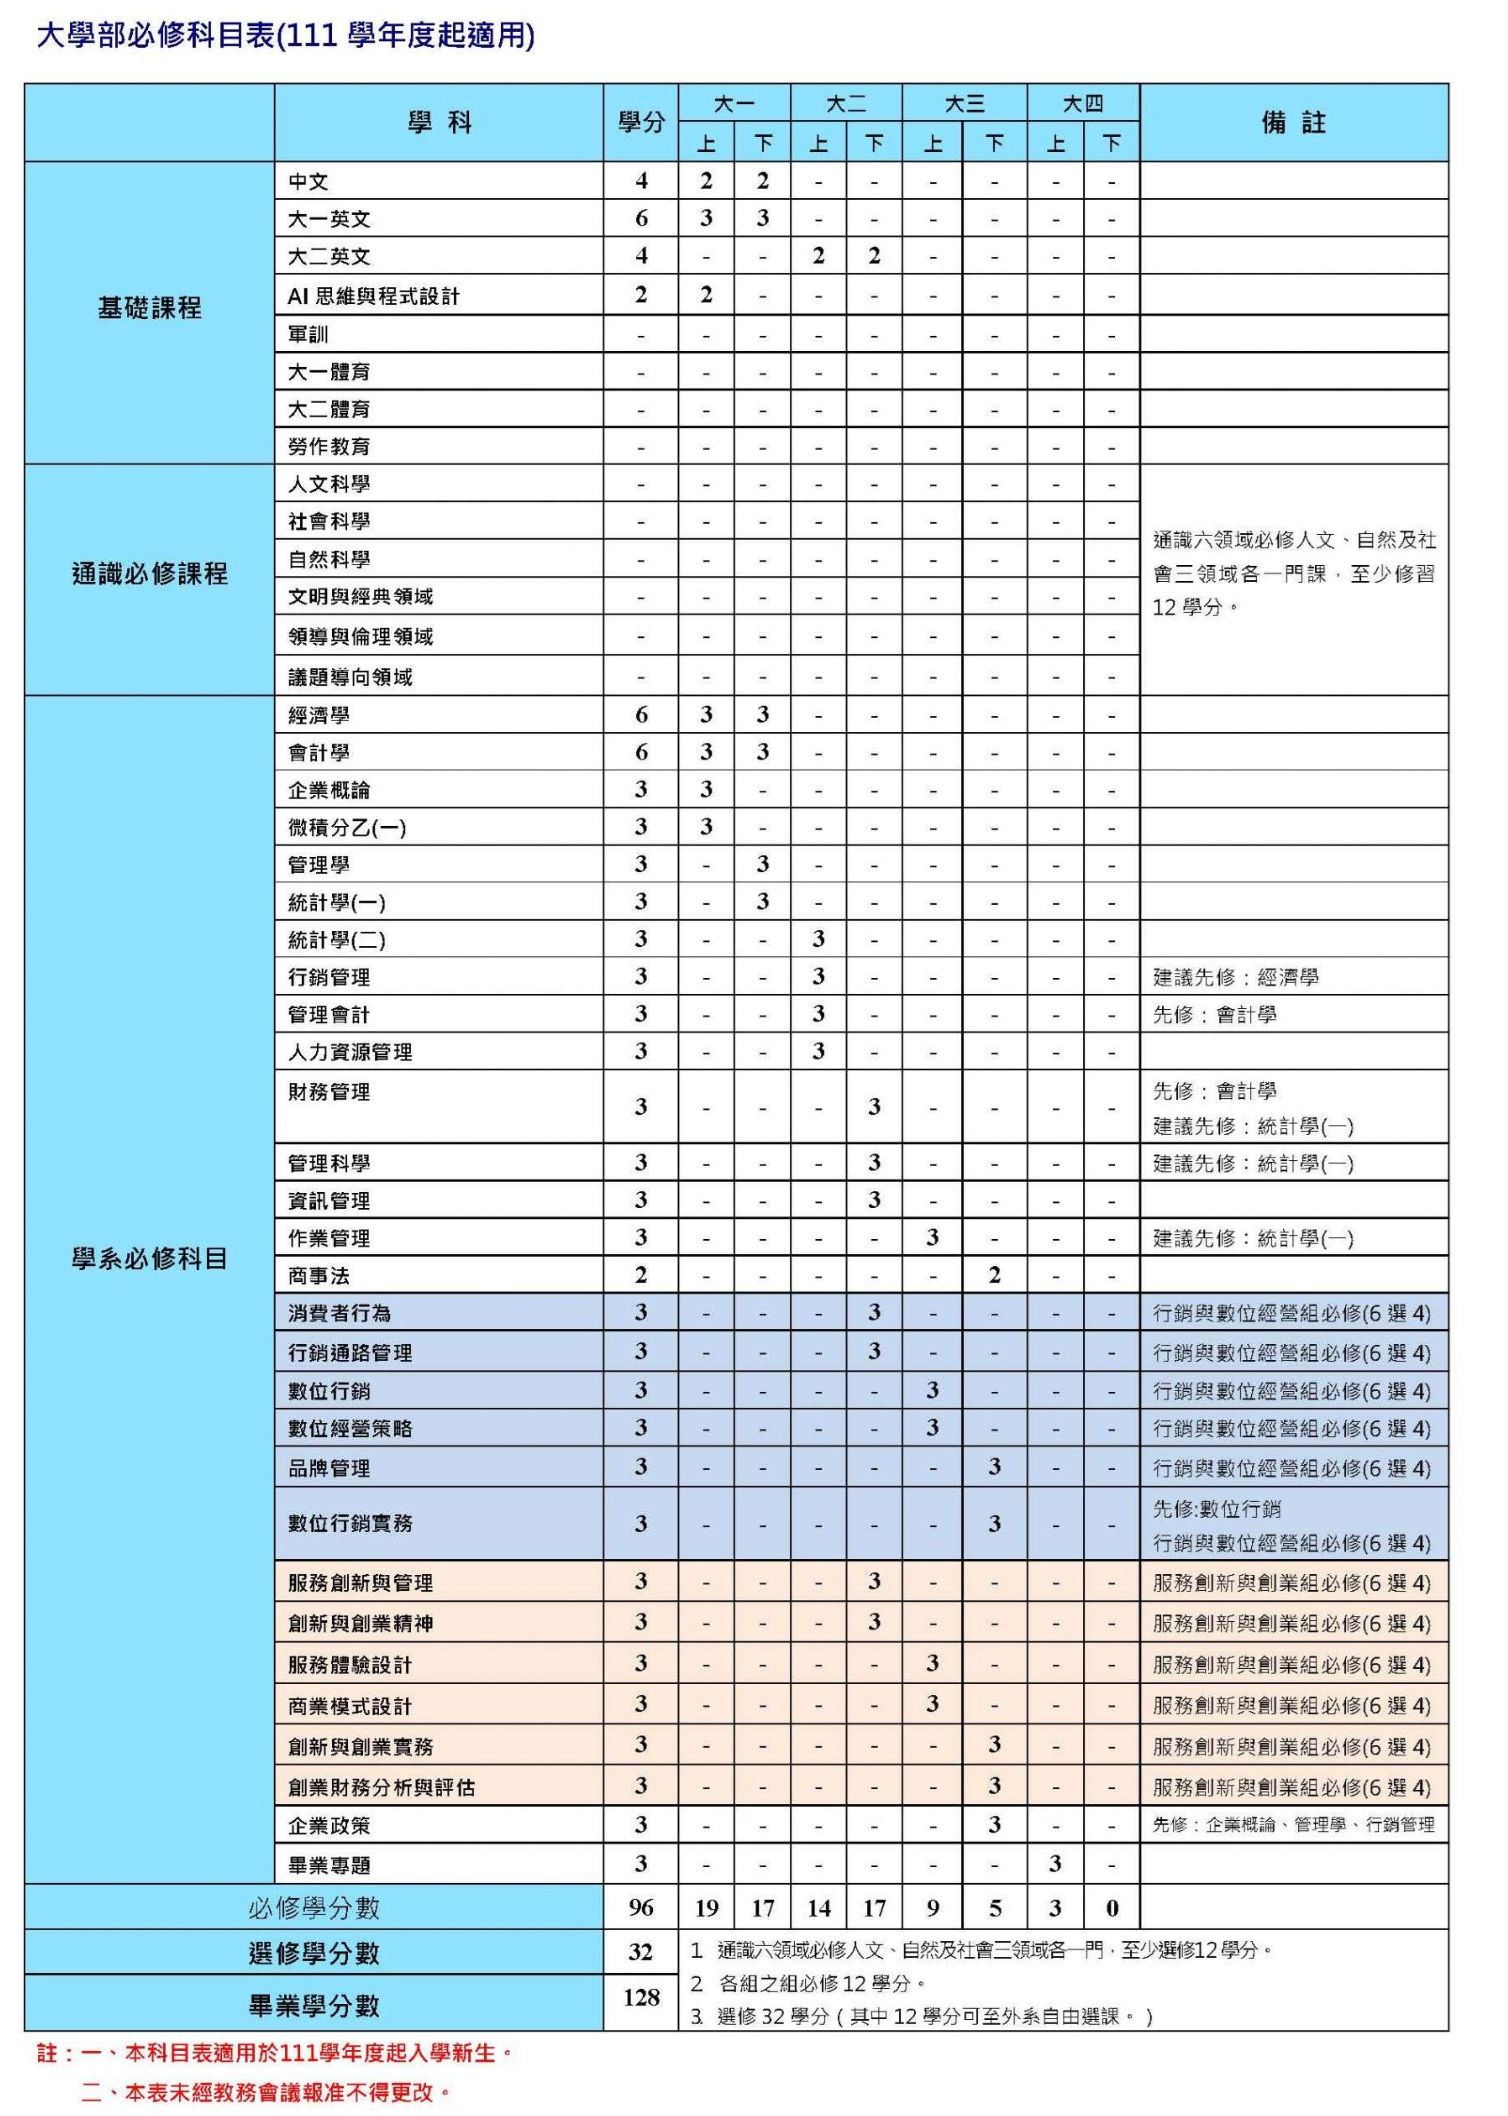 大學部必修科目表(111 學年度起適用)
學 科 學分 大一 大二 大三 大四 備 註
上 下 上 下 上 下 上 下
基礎課程
中文 4 2 2 - - - - - -
大一英文 6 3 3 - - - - - -
大二英文 4 - - 2 2 - - - -
AI 思維與程式設計 2 2 - - - - - - -
軍訓 - - - - - - - - -
大一體育 - - - - - - - - -
大二體育 - - - - - - - - -
勞作教育 - - - - - - - - -
通識必修課程
人文科學 - - - - - - - - -
社會科學 - - - - - - - - -
自然科學 - - - - - - - - -
文明與經典領域 - - - - - - - - -
領導與倫理領域 - - - - - - - - -
議題導向領域 - - - - - - - - -
通識六領域必修人文、自然及社
會三領域各一門課，至少修習
12 學分。
學系必修科目
經濟學 6 3 3 - - - - - -
會計學 6 3 3 - - - - - -
企業概論 3 3 - - - - - - -
微積分乙(一) 3 3 - - - - - - -
管理學 3 - 3 - - - - - -
統計學(一) 3 - 3 - - - - - -
統計學(二) 3 - - 3 - - - - -
行銷管理 3 - - 3 - - - - - 建議先修：經濟學
管理會計 3 - - 3 - - - - - 先修：會計學
人力資源管理 3 - - 3 - - - - -
財務管理 3 - - - 3 - - - - 先修：會計學
建議先修：統計學(一)
管理科學 3 - - - 3 - - - - 建議先修：統計學(一)
資訊管理 3 - - - 3 - - - -
作業管理 3 - - - - 3 - - - 建議先修：統計學(一)
商事法 2 - - - - - 2 - -
消費者行為 3 - - - 3 - - - - 行銷與數位經營組必修(6 選 4)
行銷通路管理 3 - - - 3 - - - - 行銷與數位經營組必修(6 選 4)
數位行銷 3 - - - - 3 - - - 行銷與數位經營組必修(6 選 4)
數位經營策略 3 - - - - 3 - - - 行銷與數位經營組必修(6 選 4)
品牌管理 3 - - - - - 3 - - 行銷與數位經營組必修(6 選 4)
數位行銷實務 3 - - - - - 3 - - 先修:數位行銷
行銷與數位經營組必修(6 選 4)
服務創新與管理 3 - - - 3 - - - - 服務創新與創業組必修(6 選 4)
創新與創業精神 3 - - - 3 - - - - 服務創新與創業組必修(6 選 4)
服務體驗設計 3 - - - - 3 - - - 服務創新與創業組必修(6 選 4)
商業模式設計 3 - - - - 3 - - - 服務創新與創業組必修(6 選 4)
創新與創業實務 3 - - - - - 3 - - 服務創新與創業組必修(6 選 4)
創業財務分析與評估 3 - - - - - 3 - - 服務創新與創業組必修(6 選 4)
企業政策 3 - - - - - 3 - - 先修：企業概論、管理學、行銷管理
畢業專題 3 - - - - - - 3 -
必修學分數 96 19 17 14 17 9 5 3 0
選修學分數 32
畢業學分數 128
1. 通識六領域必修人文、自然及社會三領域各一門，至少選修12 學分。
2. 各組之組必修 12 學分。
3. 選修 32 學分（其中 12 學分可至外系自由選課。）
註：一、本科目表適用於111學年度起入學新生。
二、本表未經教務會議報准不得更改。